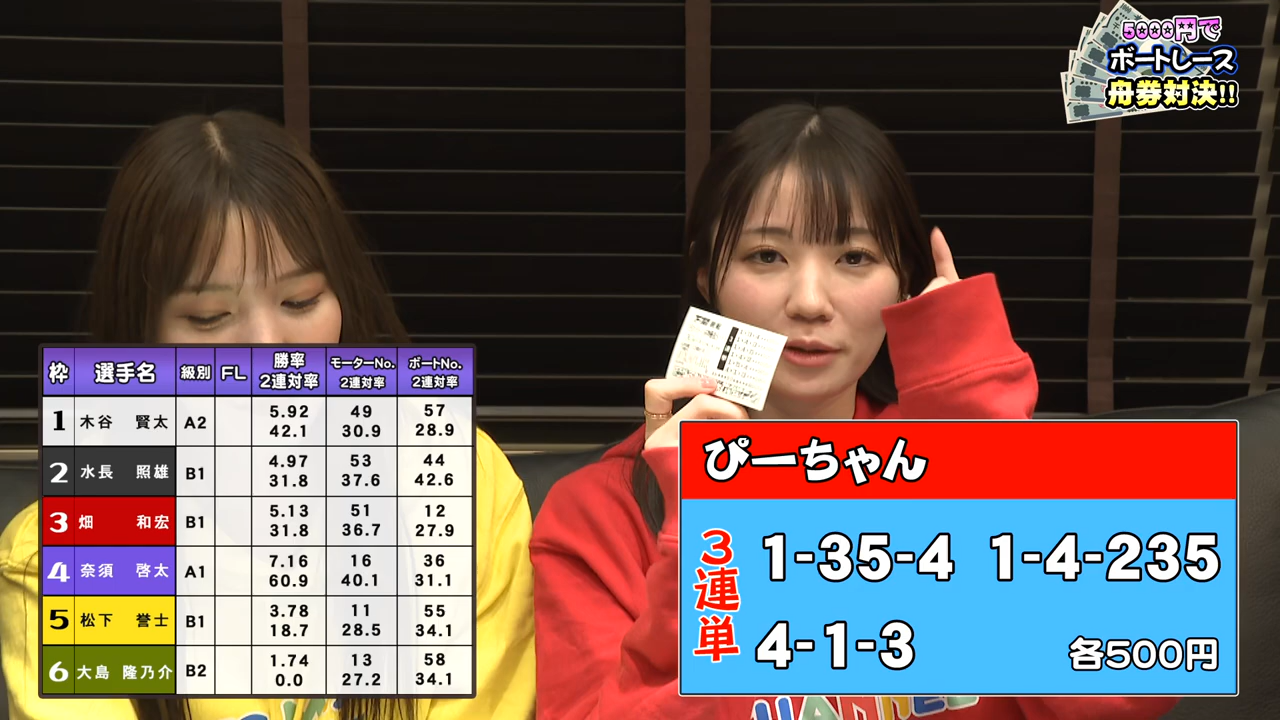 5000円で
ボートレース
舟券対決!!
枠 選手名 級別 FL 勝率 2連対率 モーターNo. 2連対率 ボートNo. 2連対率
1 木谷 賢太 A2 5.92 42.1 49 30.9 57 28.9
2 水長 照雄 B1 4.97 31.8 53 37.6 44 42.6
3 畑 和宏 B1 5.13 31.8 51 36.7 12 27.9
4 奈須 啓太 A1 7.16 60.9 16 40.1 36 31.1
5 松下 誉士 B1 3.78 18.7 11 28.5 55 34.1
6 大島 隆乃介 B2 1.74 0.0 13 27.2 58 34.1
ぴーちゃん
3連単
1-35-4 1-4-235
4-1-3 各500円